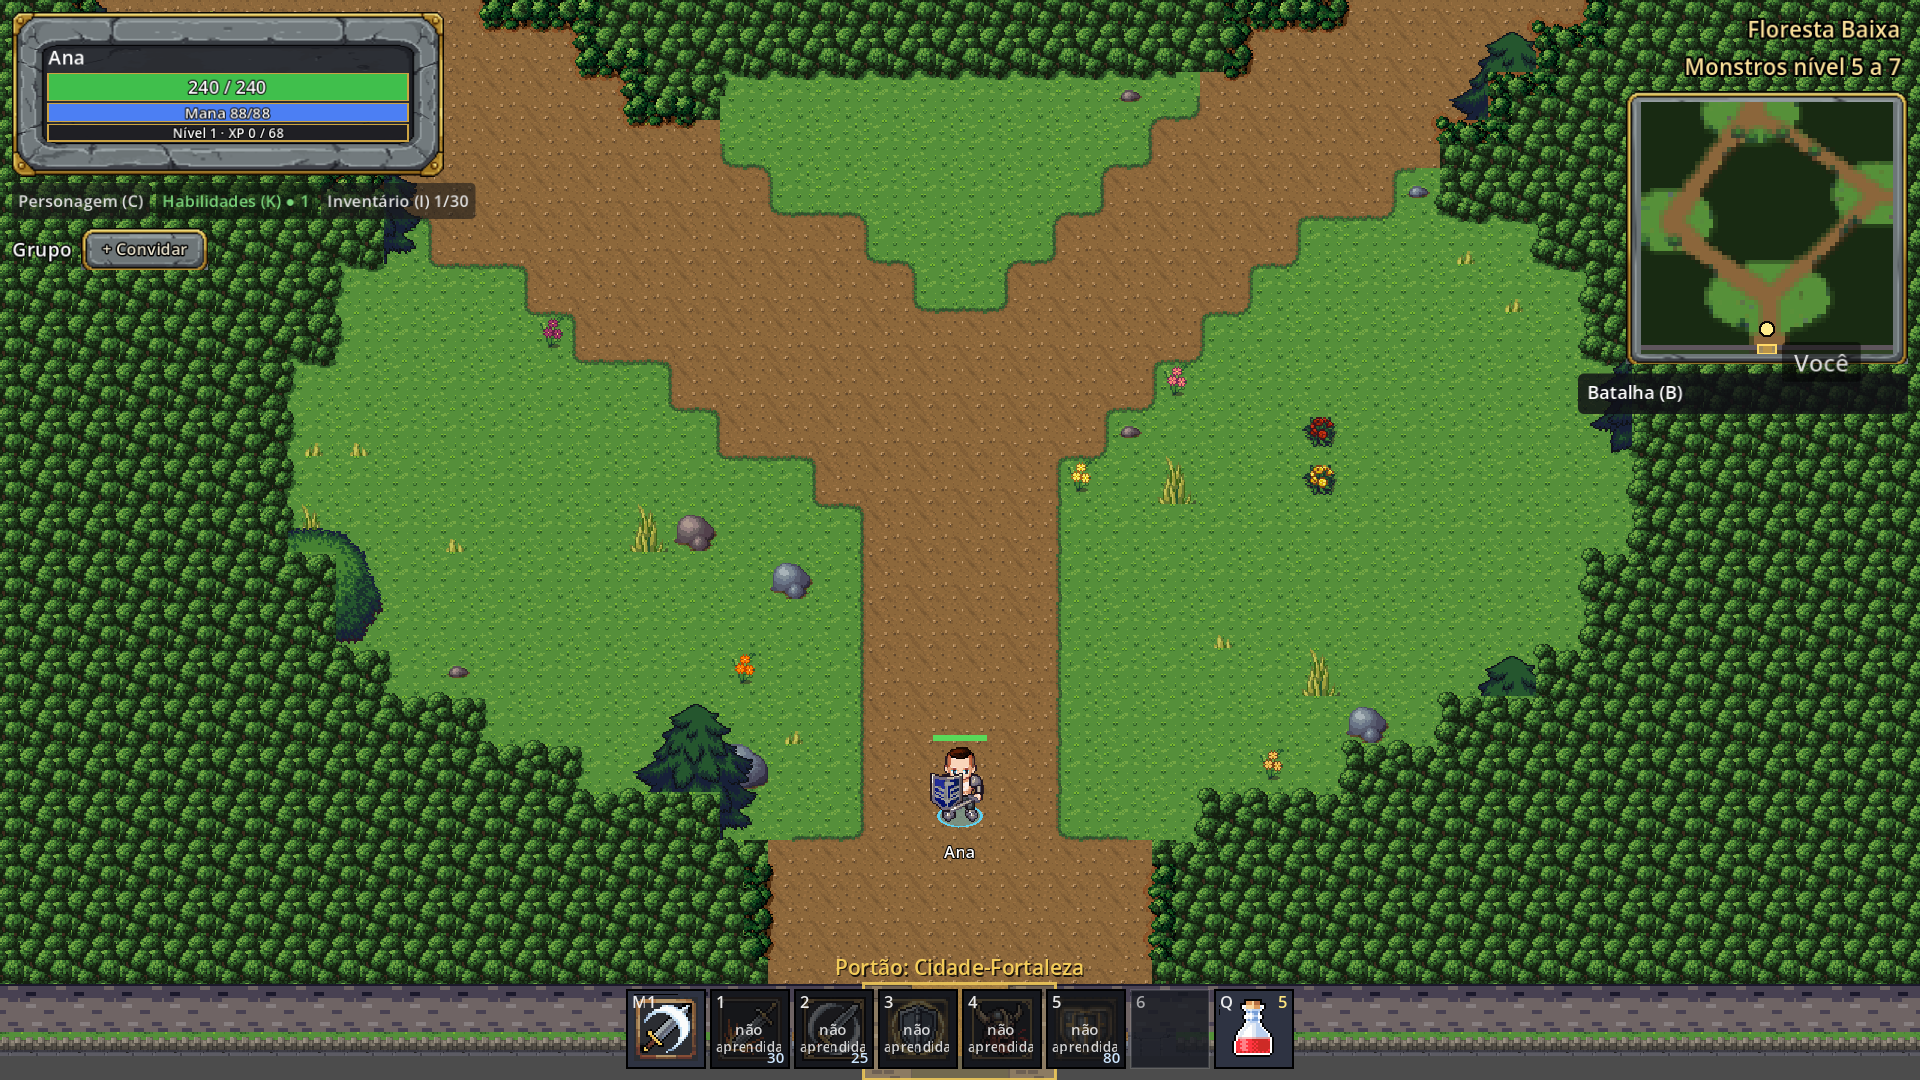 Ana
240 / 240
Mana 88/88
Nível 1 · XP 0 / 68
Personagem (C)
Habilidades (K) ● 1
Inventário (I) 1/30
Grupo
+ Convidar
Floresta Baixa
Monstros nível 5 a 7
Você
Batalha (B)
Ana
Portão: Cidade-Fortaleza
M1
1
não
aprendida
30
2
não
aprendida
25
3
não
aprendida
4
não
aprendida
5
não
aprendida
80
6
Q
5